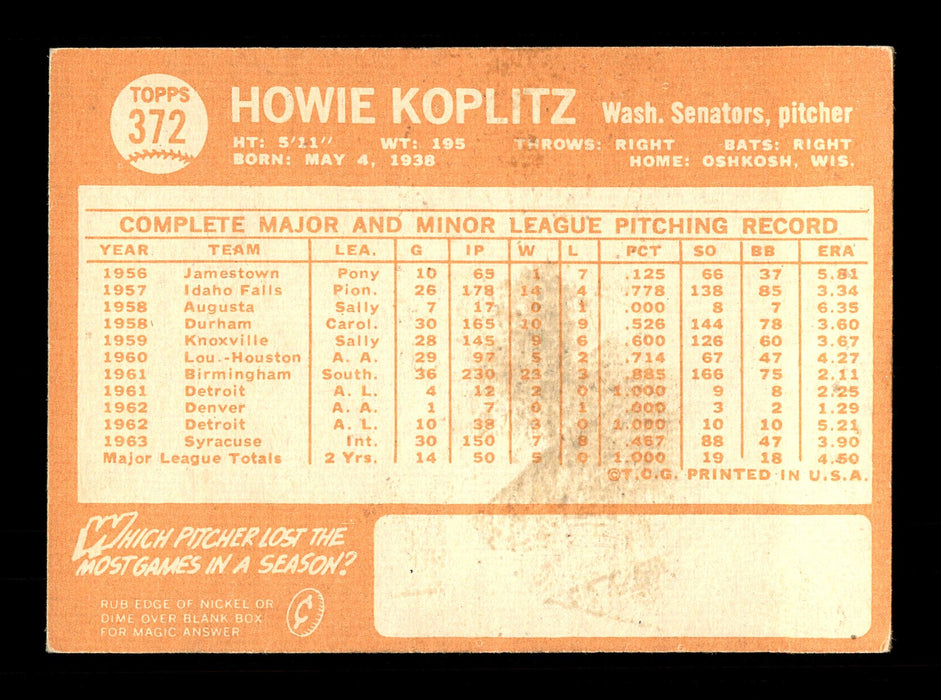 TOPPS
372
HOWIE KOPLITZ Wash. Senators, pitcher
HT: 5'11" WT: 195 THROWS: RIGHT BATS: RIGHT
BORN: MAY 4, 1938 HOME: OSHKOSH, WIS.
COMPLETE MAJOR AND MINOR LEAGUE PITCHING RECORD
YEAR TEAM LEA. G IP W L PCT SO BB ERA
1956 Jamestown Pony 10 69 1 7 .125 66 37 5.81
1957 Idaho Falls Pion. 26 178 14 4 .778 138 85 3.34
1958 Augusta Sally 7 17 0 1 .000 8 7 6.35
1958 Durham Carol. 30 165 10 9 .526 144 78 3.60
1959 Knoxville Sally 28 145 9 6 .600 126 60 3.67
1960 Lou.-Houston A. A. 29 97 5 2 .714 67 47 4.27
1961 Birmingham South. 36 230 23 3 .885 166 75 2.11
1961 Detroit A. L. 4 12 2 0 1.000 9 8 2.25
1962 Denver A. A. 1 7 0 1 .000 3 2 1.29
1962 Detroit A. L. 10 38 3 0 1.000 10 10 5.21
1963 Syracuse Int. 30 150 7 8 .467 88 47 3.90
Major League Totals 2 Yrs. 14 50 5 0 1.000 19 18 4.50
©T.C.G. PRINTED IN U.S.A.
WHICH PITCHER LOST THE
MOST GAMES IN A SEASON?
RUB EDGE OF NICKEL OR
DIME OVER BLANK BOX
FOR MAGIC ANSWER
¢